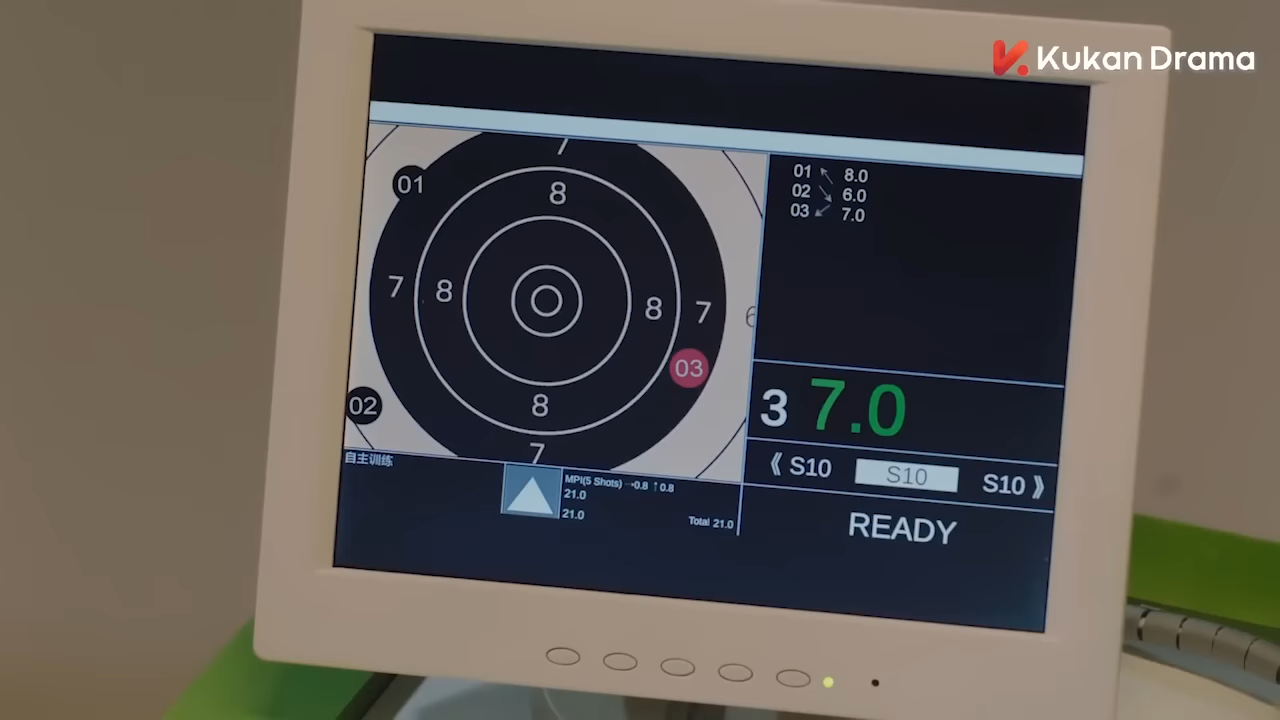 Kukan Drama
01 8.0
02 6.0
03 7.0
7
8
7 8 8 7 6
8
7
01
02
03
3 7.0
《 S10 S10 S10 》
READY
自主训练
MPI(5 Shots) →0.8 ↑0.8
21.0
21.0
Total 21.0